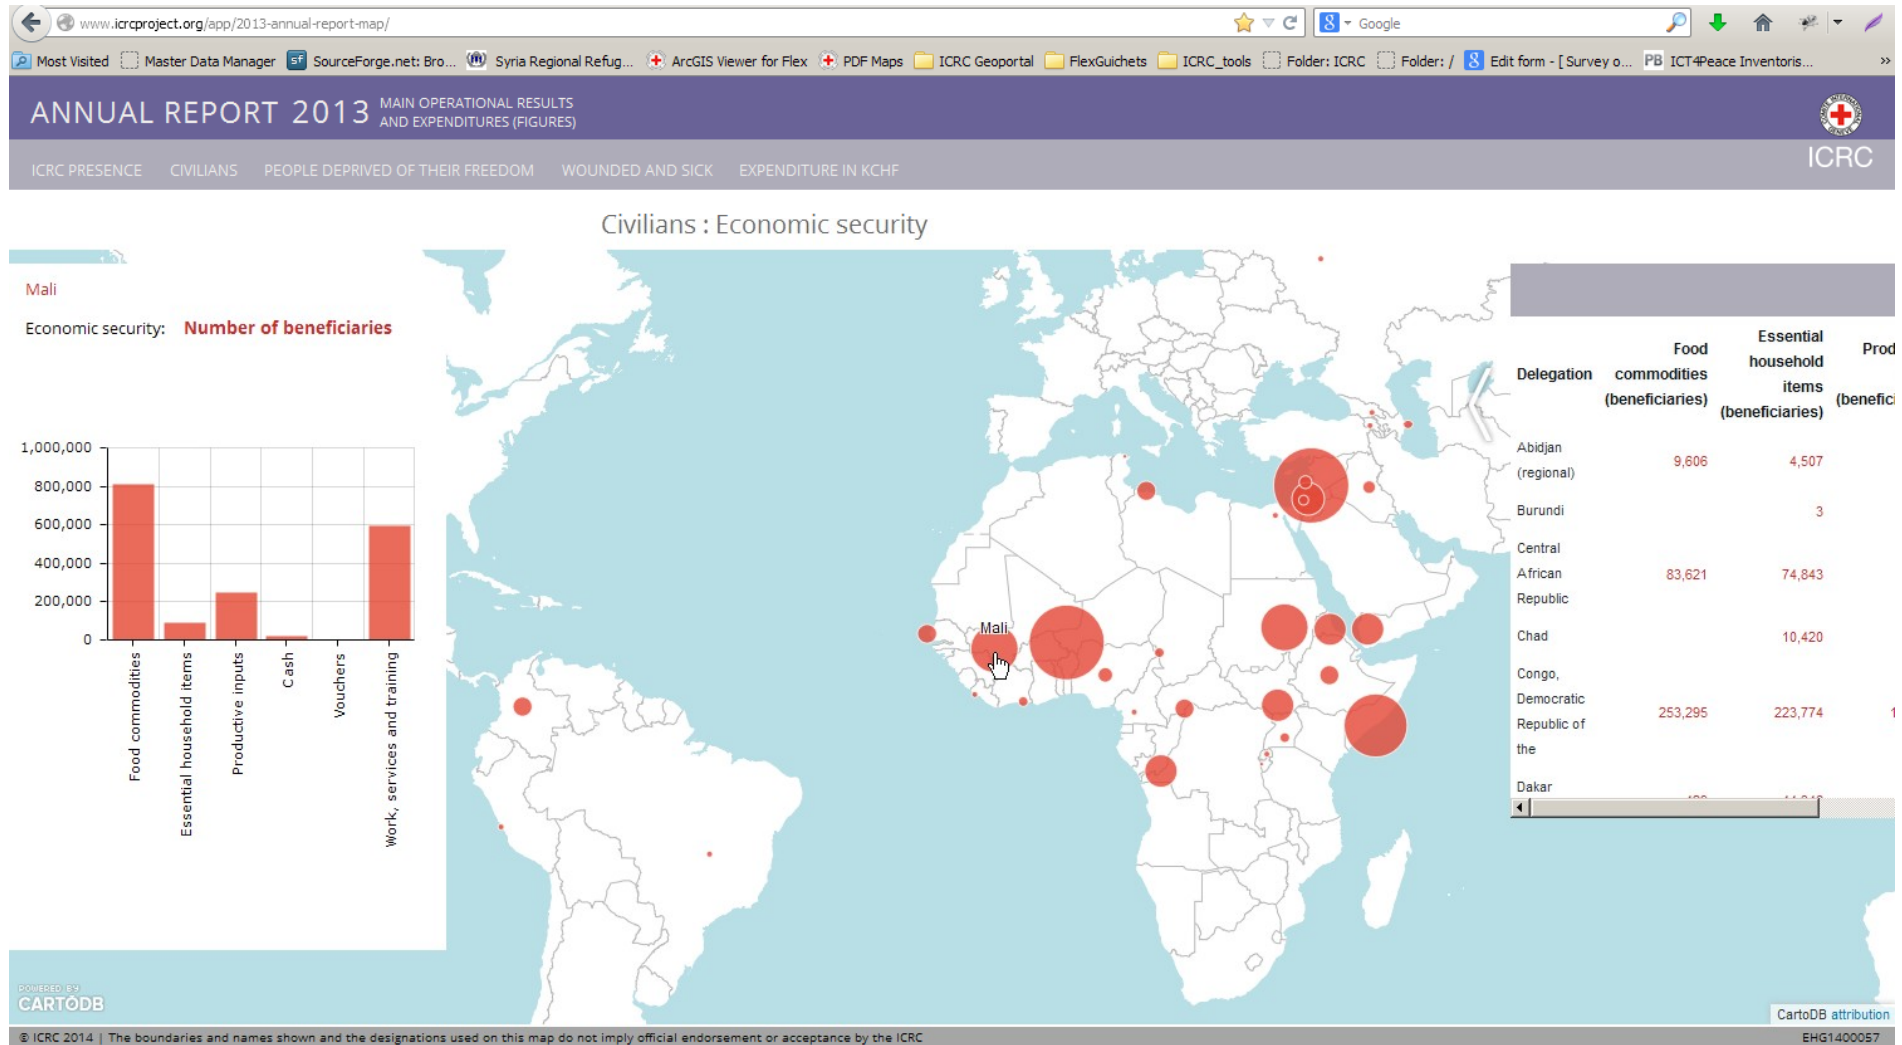 www.icrcproject.org/app/2013-annual-report-map/
Google
Most Visited Master Data Manager SourceForge.net: Bro... Syria Regional Refug... ArcGIS Viewer for Flex PDF Maps ICRC Geoportal FlexGuichets ICRC_tools Folder: ICRC Folder: / Edit form - [ Survey o... PB ICT4Peace Inventoris... »
ANNUAL REPORT 2013 MAIN OPERATIONAL RESULTS
AND EXPENDITURES (FIGURES)
ICRC
ICRC PRESENCE CIVILIANS PEOPLE DEPRIVED OF THEIR FREEDOM WOUNDED AND SICK EXPENDITURE IN KCHF
Civilians : Economic security
Mali
Economic security: Number of beneficiaries
1,000,000
800,000
600,000
400,000
200,000
0
Food commodities
Essential household items
Productive inputs
Cash
Vouchers
Work, services and training
Mali
Delegation
Food
commodities
(beneficiaries)
Essential
household
items
(beneficiaries)
Prod
(benefici
Abidjan
(regional)
9,606 4,507
Burundi 3
Central
African
Republic
83,621 74,843
Chad 10,420
Congo,
Democratic
Republic of
the
253,295 223,774 1
Dakar
POWERED BY
CARTODB
CartoDB attribution
© ICRC 2014 | The boundaries and names shown and the designations used on this map do not imply official endorsement or acceptance by the ICRC
EHG1400057